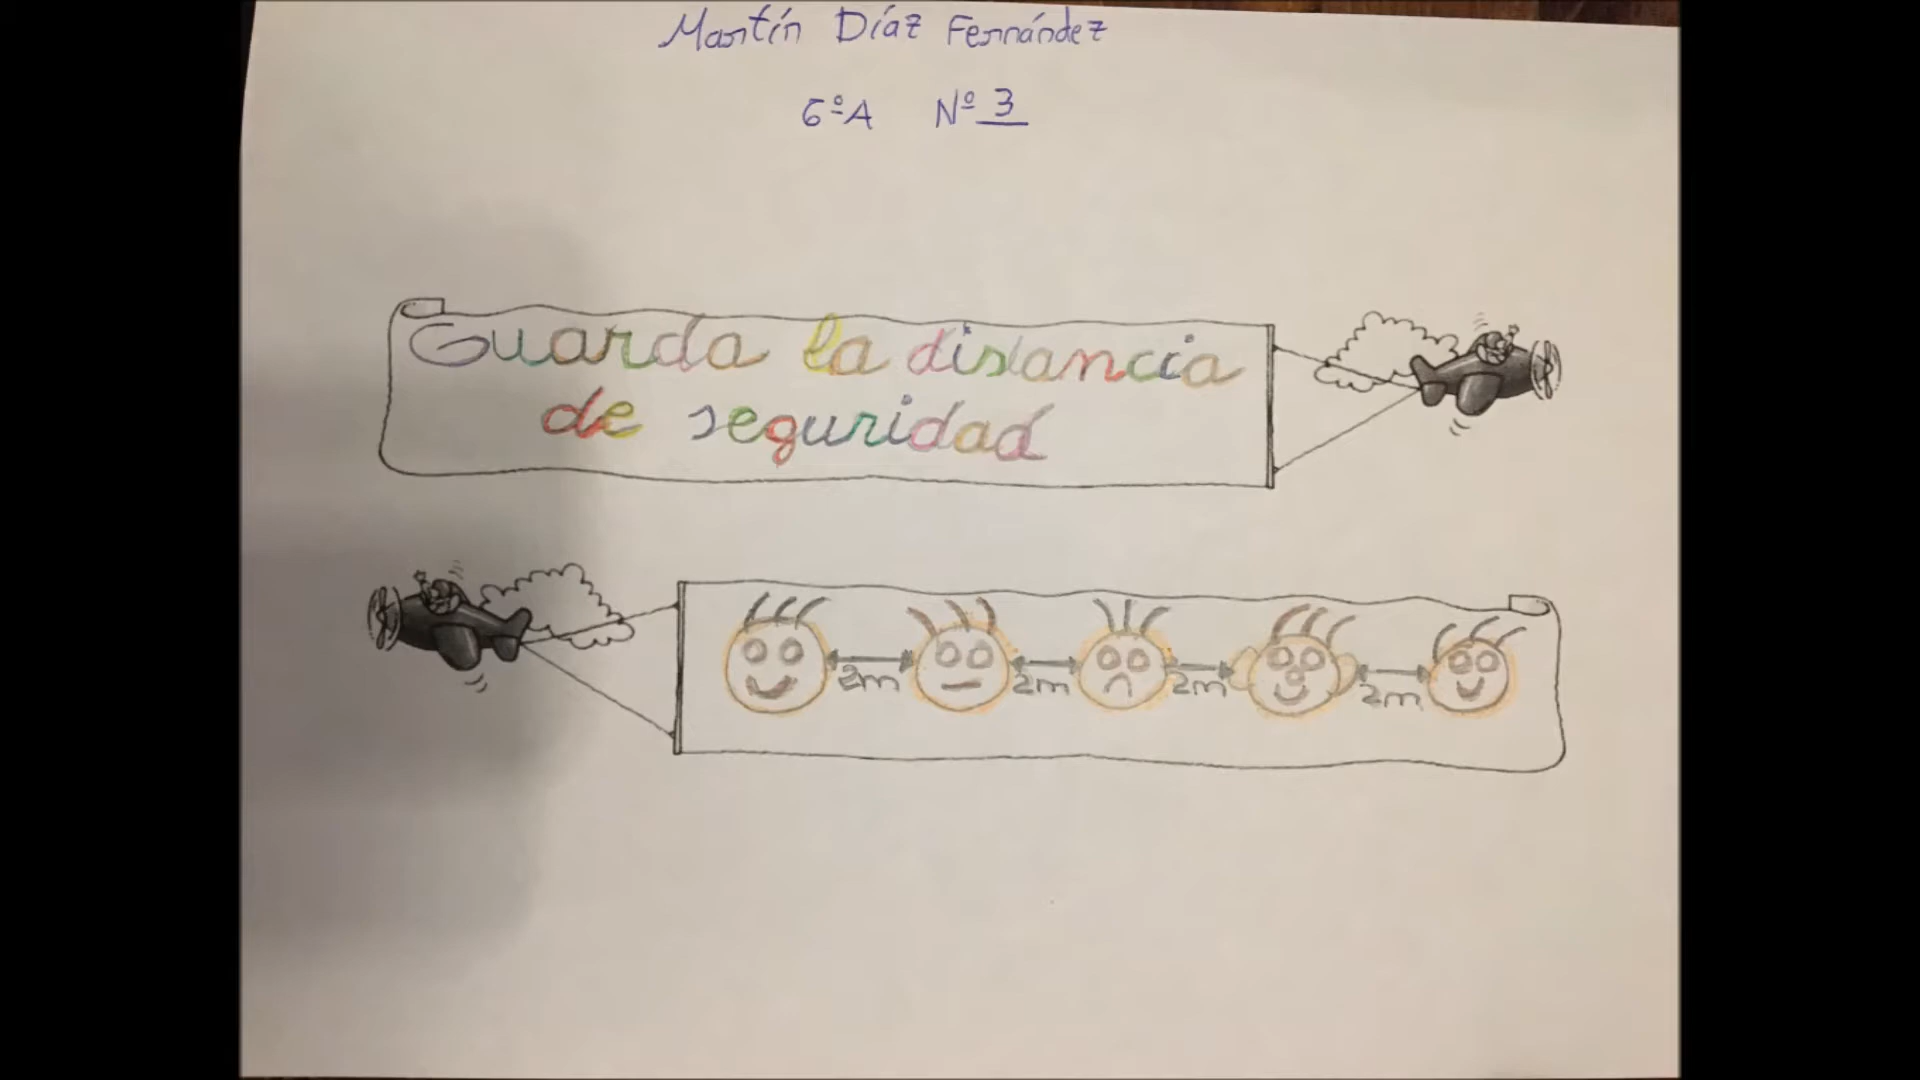 Martín Díaz Fernández
6ºA Nº 3
Guarda la distancia
de seguridad
2m 2m 2m 2m